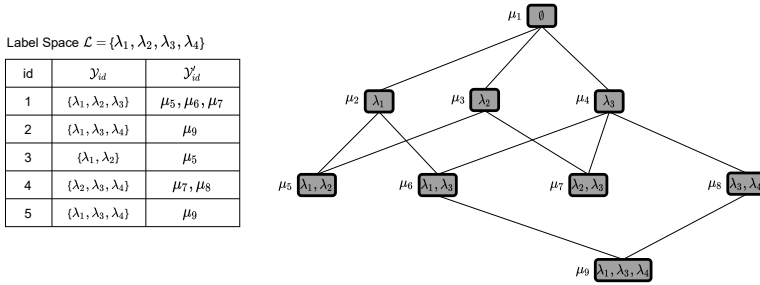 Label Space 𝓛 = {λ₁, λ₂, λ₃, λ₄}
id 𝒴_id 𝒴′_id
1 {λ₁, λ₂, λ₃} μ₅, μ₆, μ₇
2 {λ₁, λ₃, λ₄} μ₉
3 {λ₁, λ₂} μ₅
4 {λ₂, λ₃, λ₄} μ₇, μ₈
5 {λ₁, λ₃, λ₄} μ₉
μ₁ ∅
μ₂ λ₁ μ₃ λ₂ μ₄ λ₃
μ₅ λ₁, λ₂ μ₆ λ₁, λ₃ μ₇ λ₂, λ₃ μ₈ λ₃, λ₄
μ₉ λ₁, λ₃, λ₄